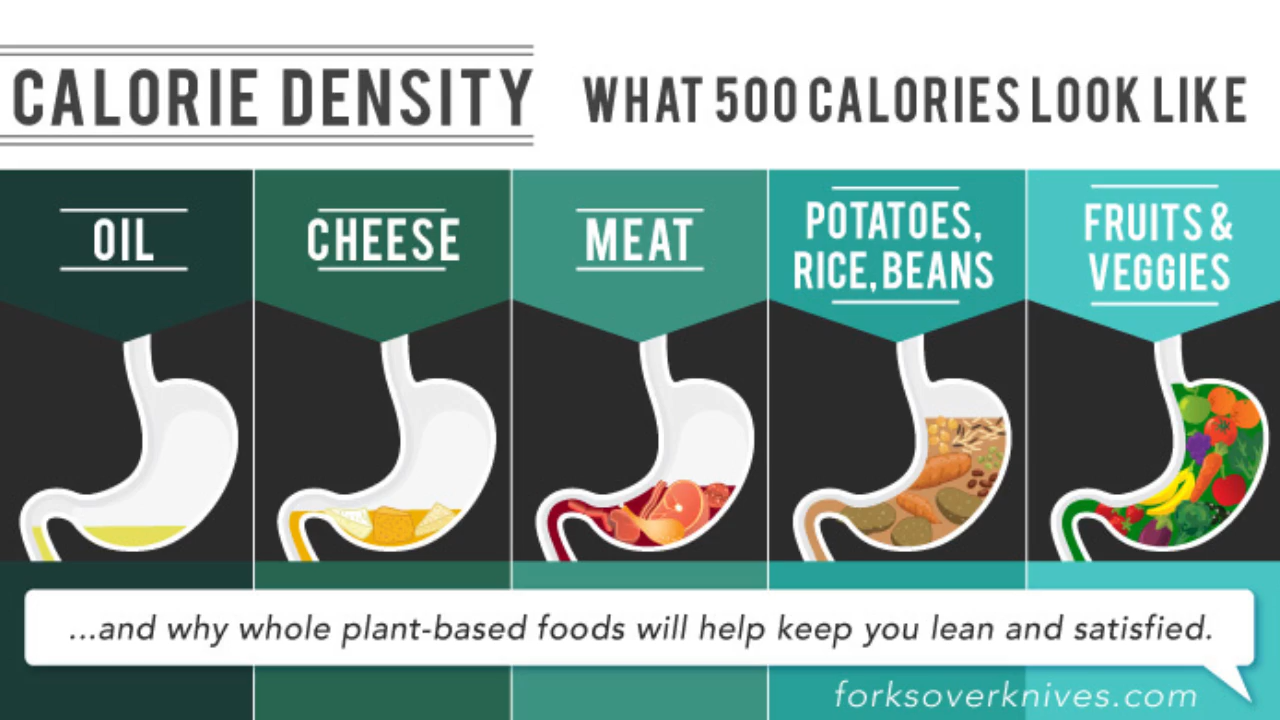 CALORIE DENSITY
WHAT 500 CALORIES LOOK LIKE
OIL
CHEESE
MEAT
POTATOES,
RICE, BEANS
FRUITS &
VEGGIES
...and why whole plant-based foods will help keep you lean and satisfied.
forksoverknives.com